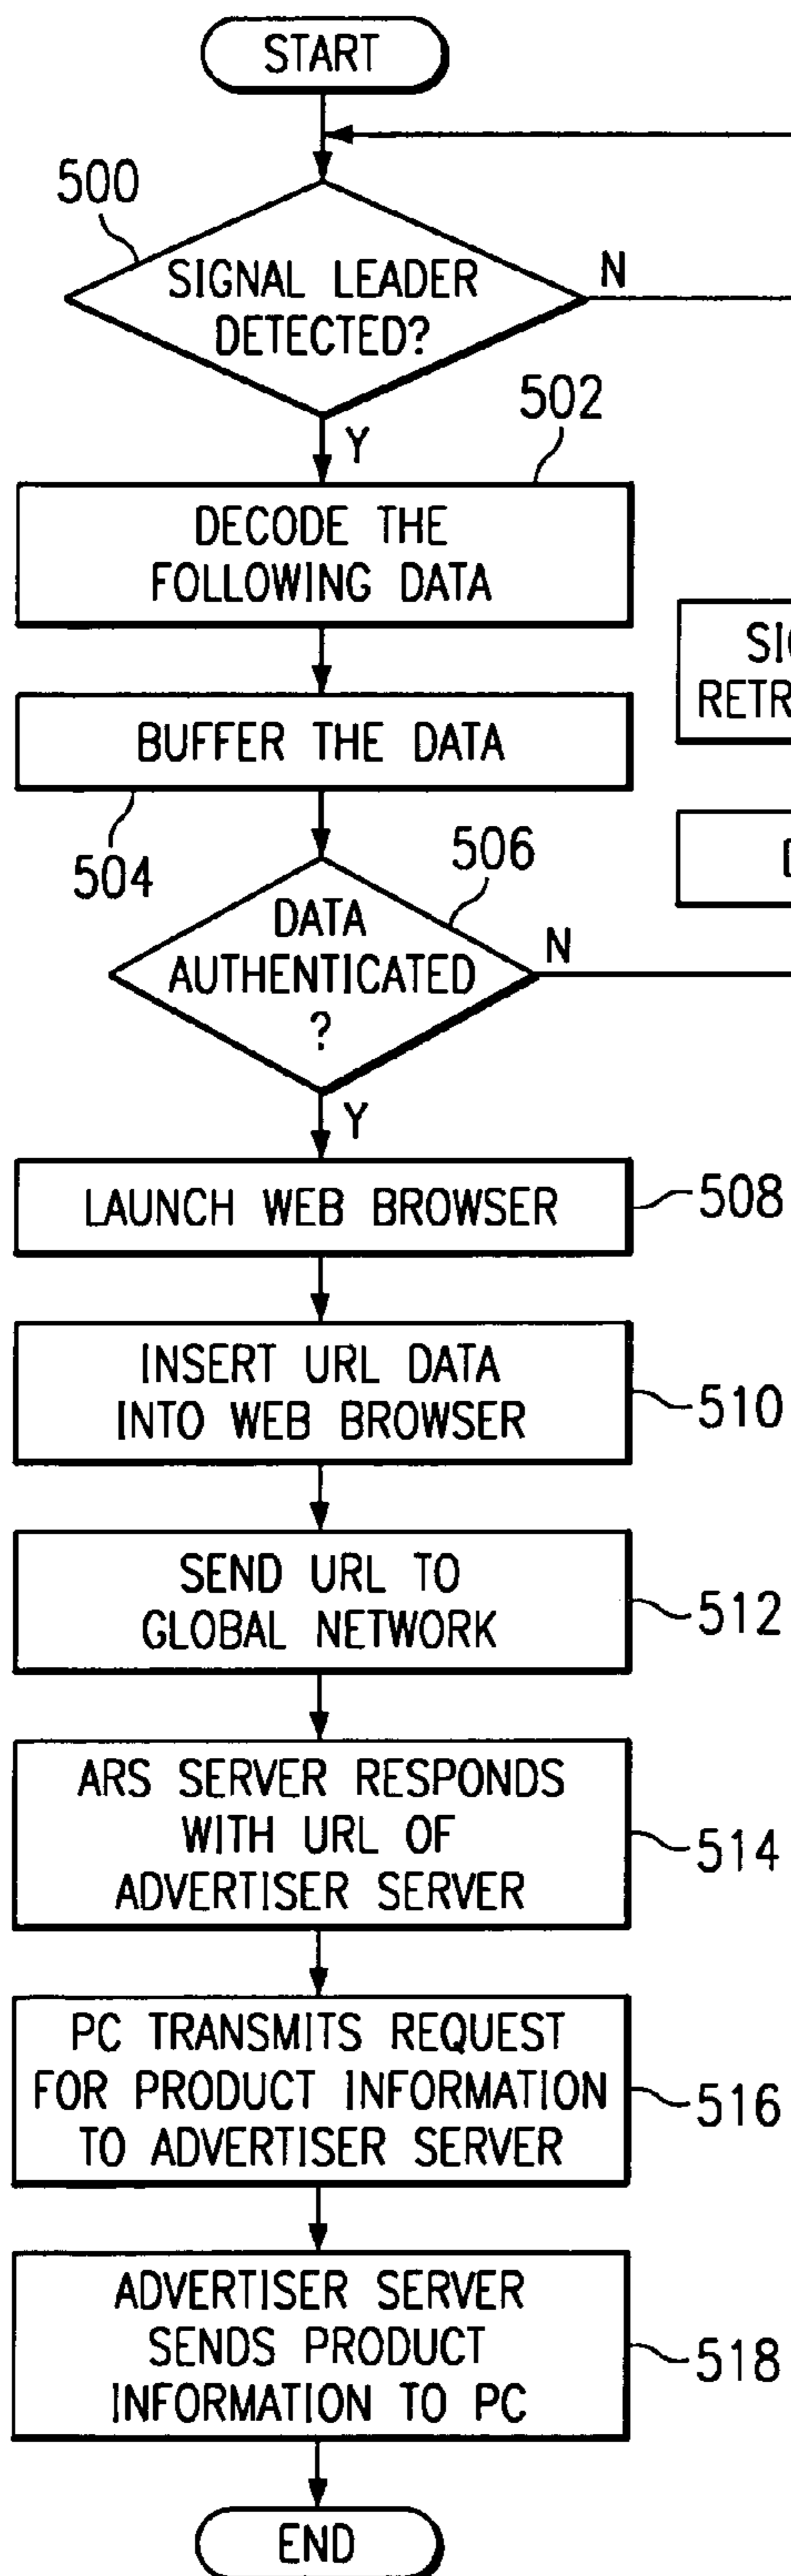 START
500
SIGNAL LEADER
DETECTED?
N
Y
502
DECODE THE
FOLLOWING DATA
BUFFER THE DATA
504
506
DATA
AUTHENTICATED
?
N
Y
LAUNCH WEB BROWSER
508
INSERT URL DATA
INTO WEB BROWSER
510
SEND URL TO
GLOBAL NETWORK
512
ARS SERVER RESPONDS
WITH URL OF
ADVERTISER SERVER
514
PC TRANSMITS REQUEST
FOR PRODUCT INFORMATION
TO ADVERTISER SERVER
516
ADVERTISER SERVER
SENDS PRODUCT
INFORMATION TO PC
518
END